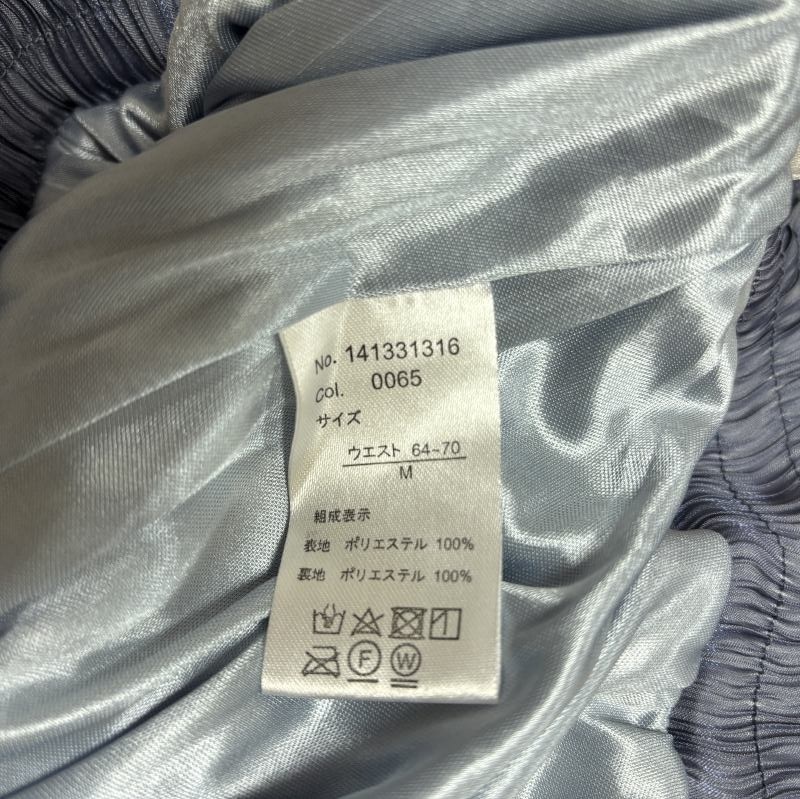 No. 141331316
Col. 0065
サイズ
ウエスト 64~70
M
組成表示
表地 ポリエステル 100%
裏地 ポリエステル 100%
F
W